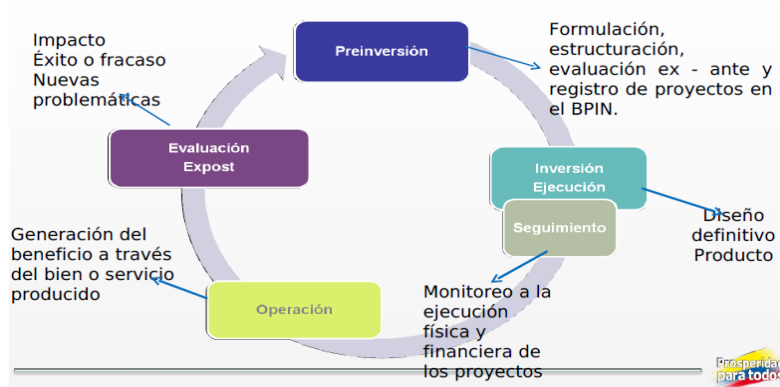 Preinversión
Formulación,
estructuración,
evaluación ex - ante y
registro de proyectos en
el BPIN.
Impacto
Éxito o fracaso
Nuevas
problemáticas
Evaluación
Expost
Inversión
Ejecución
Seguimiento
Diseño
definitivo
Producto
Generación del
beneficio a través
del bien o servicio
producido
Operación
Monitoreo a la
ejecución
física y
financiera de
los proyectos
Prosperidad
para todos